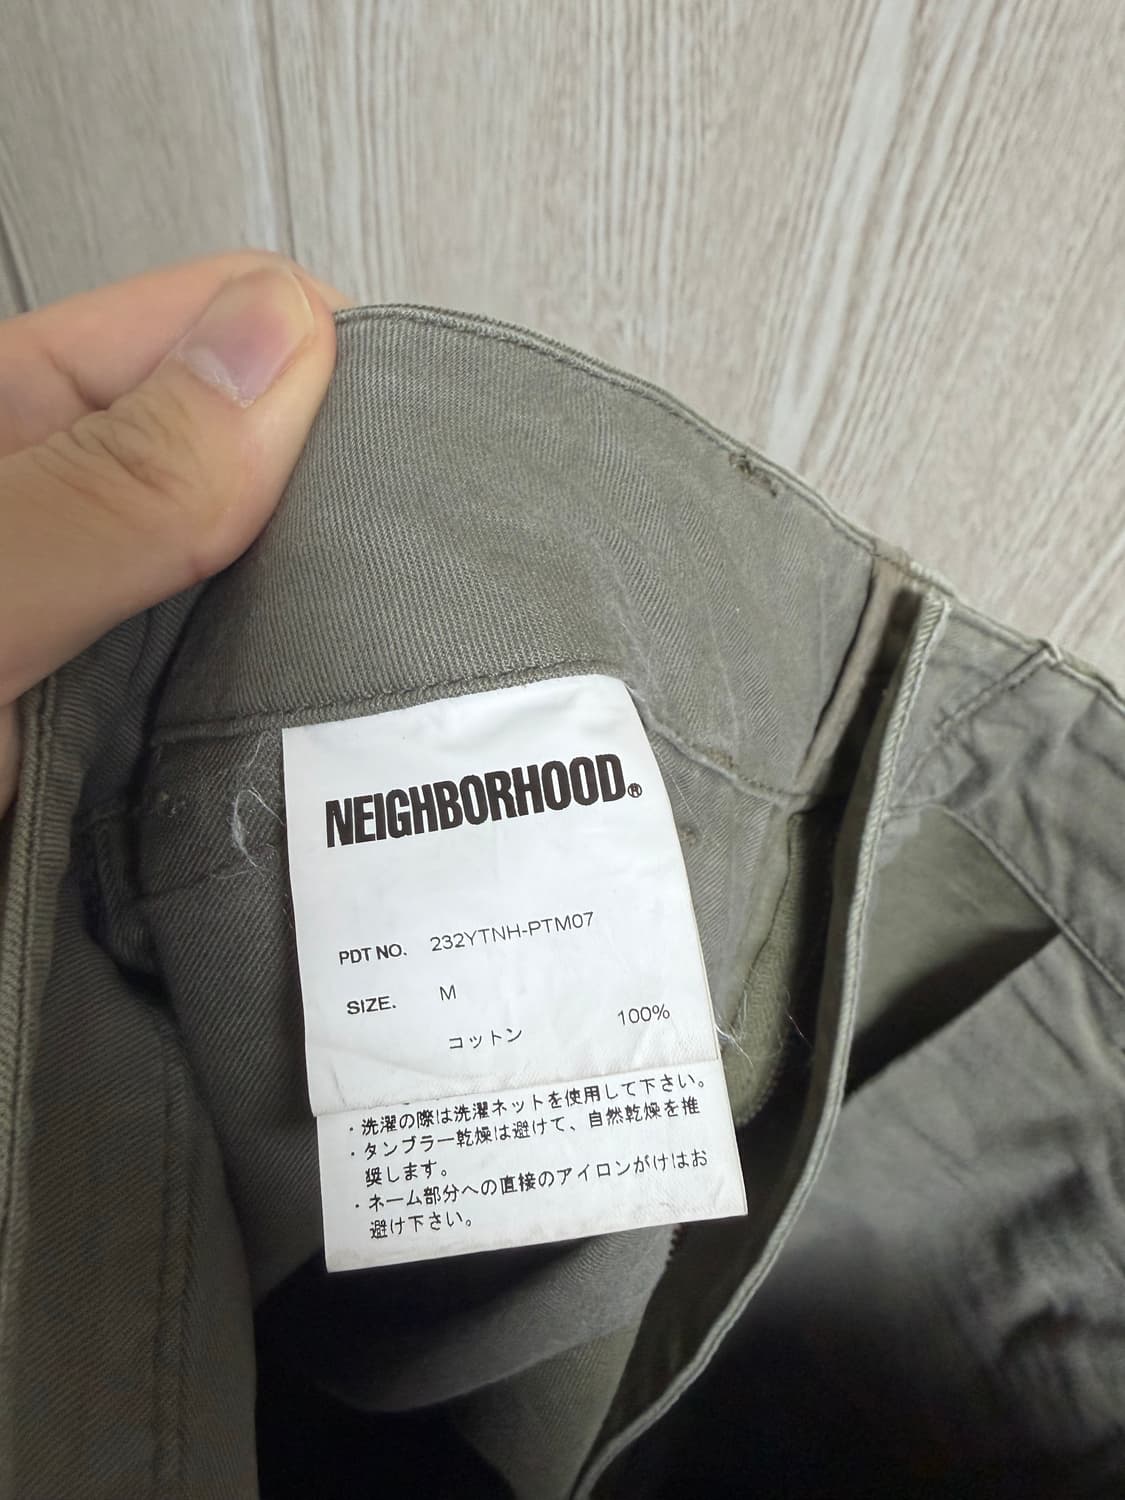 NEIGHBORHOOD®
PDT NO. 232YTNH-PTM07
SIZE. M
コットン 100%
・洗濯の際は洗濯ネットを使用して下さい。
・タンブラー乾燥は避けて、自然乾燥を推
奨します。
・ネーム部分への直接のアイロンがけはお
避け下さい。